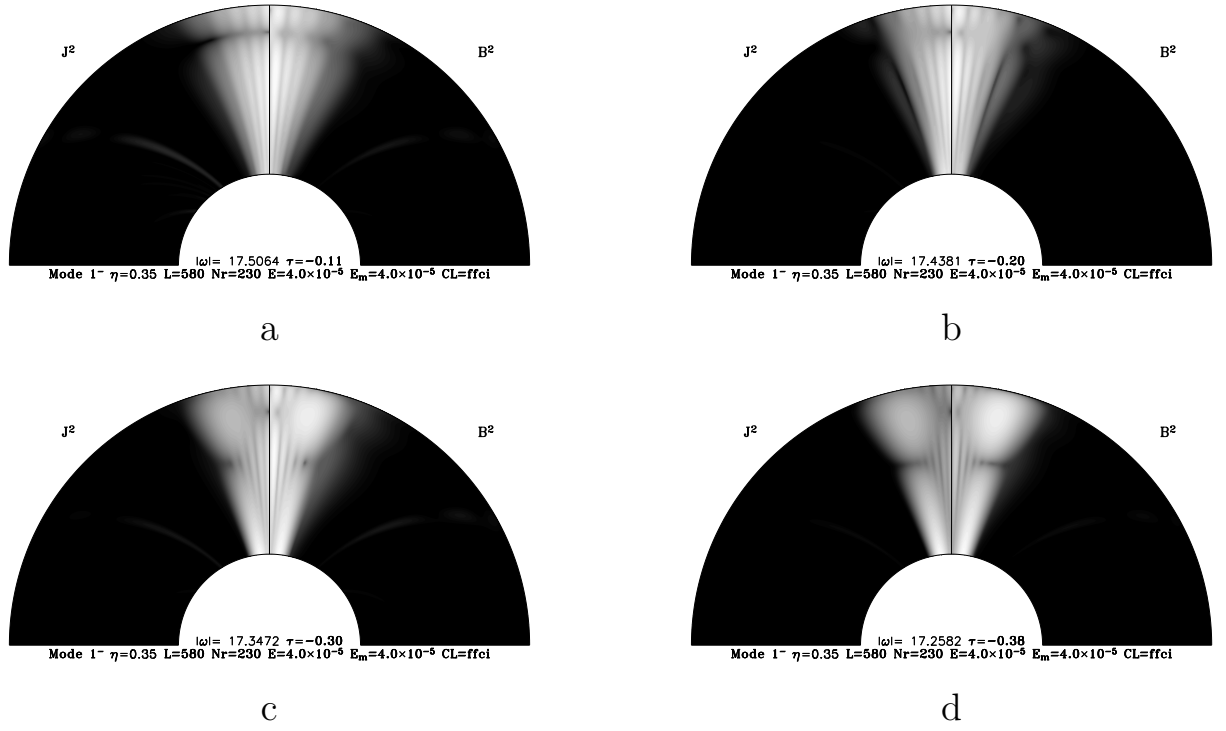 J² B²
|ω|= 17.5064 τ=−0.11
Mode 1⁻ η=0.35 L=580 Nr=230 E=4.0×10⁻⁵ Eₘ=4.0×10⁻⁵ CL=ffci
a
J² B²
|ω|= 17.4381 τ=−0.20
Mode 1⁻ η=0.35 L=580 Nr=230 E=4.0×10⁻⁵ Eₘ=4.0×10⁻⁵ CL=ffci
b
J² B²
|ω|= 17.3472 τ=−0.30
Mode 1⁻ η=0.35 L=580 Nr=230 E=4.0×10⁻⁵ Eₘ=4.0×10⁻⁵ CL=ffci
c
J² B²
|ω|= 17.2582 τ=−0.38
Mode 1⁻ η=0.35 L=580 Nr=230 E=4.0×10⁻⁵ Eₘ=4.0×10⁻⁵ CL=ffci
d